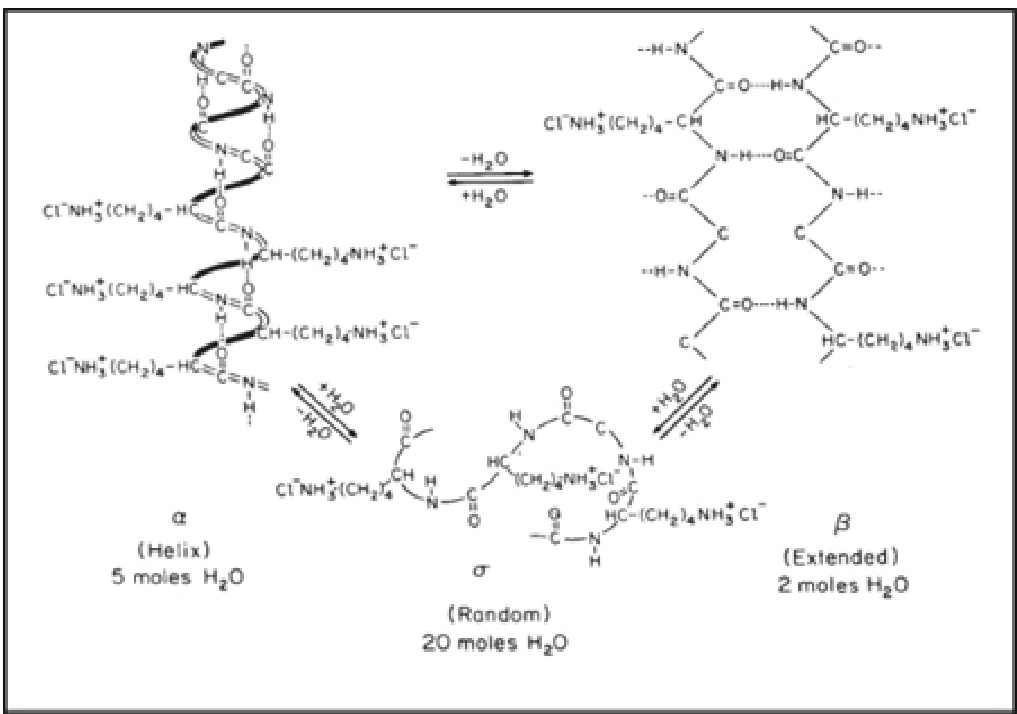 Cl⁻NH₃⁺(CH₂)₄-HC
CH-(CH₂)₄NH₃⁺Cl⁻
Cl⁻NH₃⁺(CH₂)₄-HC
CH-(CH₂)₄NH₃⁺Cl⁻
Cl⁻NH₃⁺(CH₂)₄-HC
-H₂O
+H₂O
--H-N
C=O--
C=O----H-N
Cl⁻NH₃⁺(CH₂)₄-CH
HC-(CH₂)₄NH₃⁺Cl⁻
N-H----O=C
--O=C
N-H--
C
C
--H-N
C=O--
C=O----H-N
C
HC-(CH₂)₄NH₃⁺Cl⁻
+H₂O
-H₂O
+H₂O
-H₂O
Cl⁻NH₃⁺(CH₂)₄
CH
HC
(CH₂)₄NH₃⁺Cl⁻
N-H
HC-(CH₂)₄NH₃⁺Cl⁻
α
(Helix)
5 moles H₂O
σ
(Random)
20 moles H₂O
β
(Extended)
2 moles H₂O